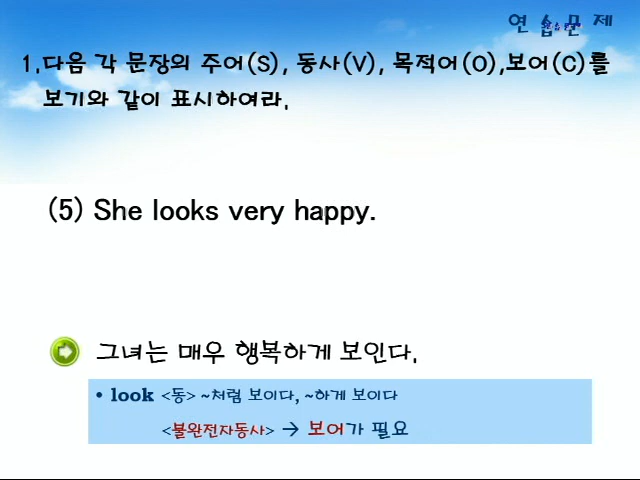 연습문제
1.다음 각 문장의 주어(S), 동사(V), 목적어(O),보어(C)를
보기와 같이 표시하여라.
(5) She looks very happy.
그녀는 매우 행복하게 보인다.
• look <동> ~처럼 보이다, ~하게 보이다
<불완전자동사> → 보어가 필요